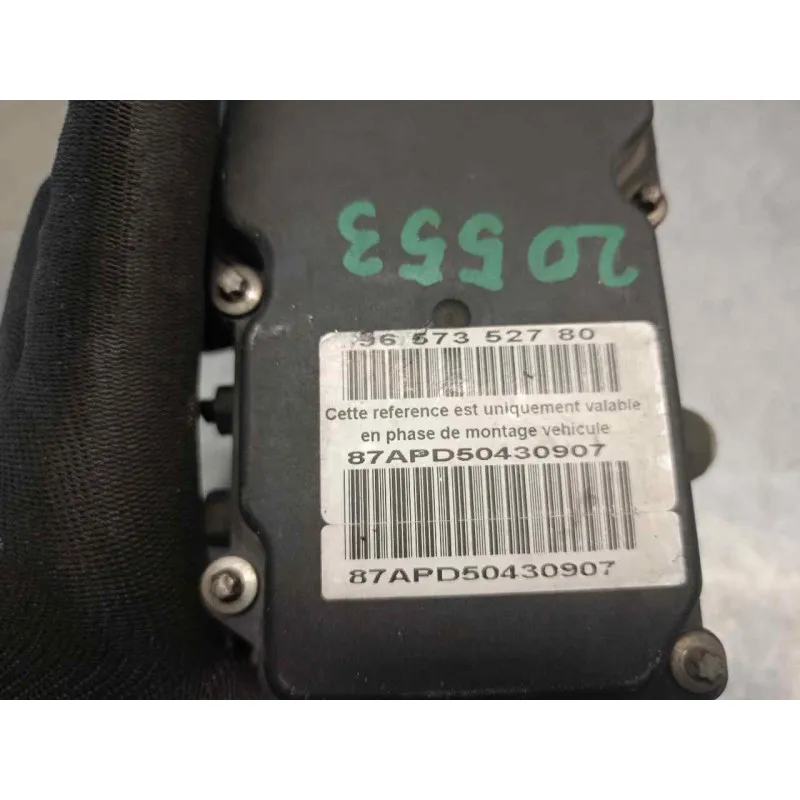 20553
96 573 527 80
Cette reference est uniquement valable
en phase de montage vehicule
87APD50430907
87APD50430907